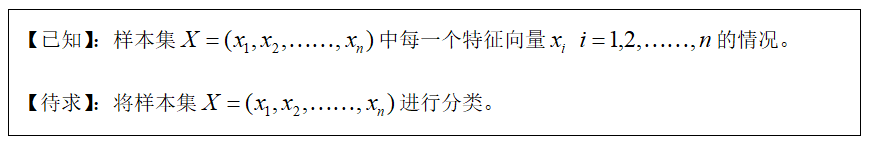 【已知】：样本集 X = (x₁, x₂, ……, xₙ) 中每一个特征向量 xᵢ i = 1,2, ……, n 的情况。
【待求】：将样本集 X = (x₁, x₂, ……, xₙ) 进行分类。